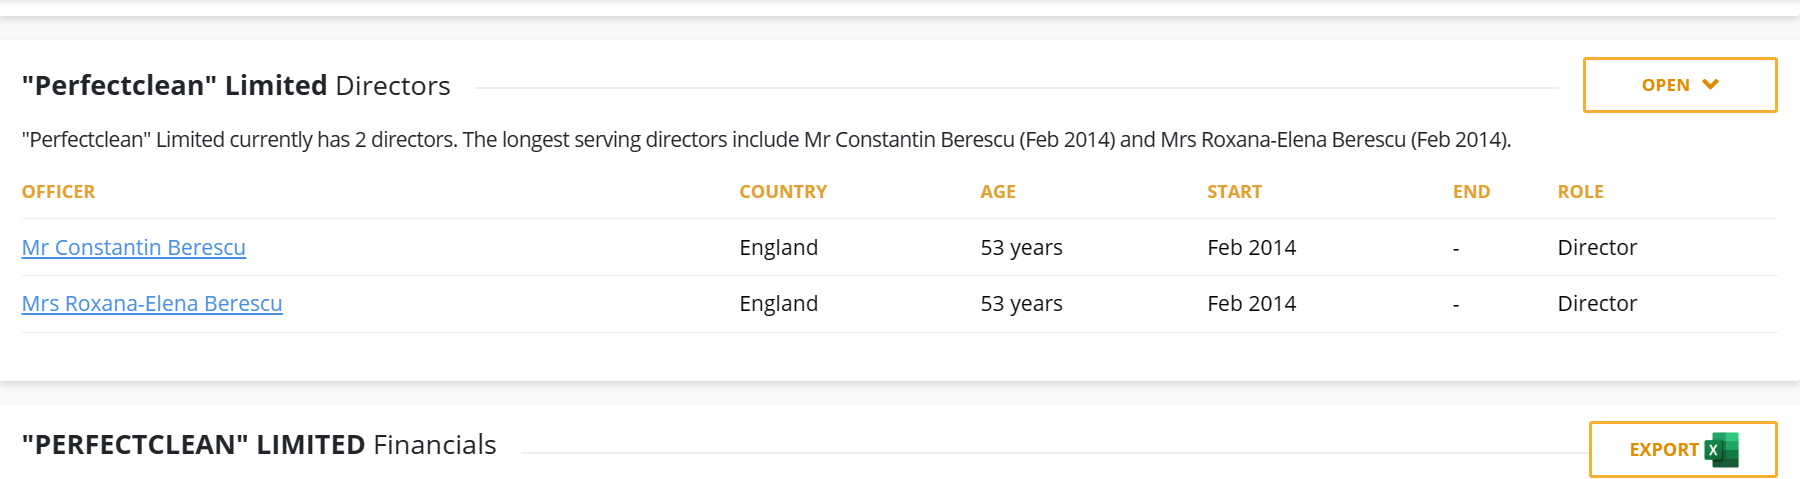 "Perfectclean" Limited Directors
OPEN
"Perfectclean" Limited currently has 2 directors. The longest serving directors include Mr Constantin Berescu (Feb 2014) and Mrs Roxana-Elena Berescu (Feb 2014).
OFFICER COUNTRY AGE START END ROLE
Mr Constantin Berescu England 53 years Feb 2014 - Director
Mrs Roxana-Elena Berescu England 53 years Feb 2014 - Director
"PERFECTCLEAN" LIMITED Financials
EXPORT X